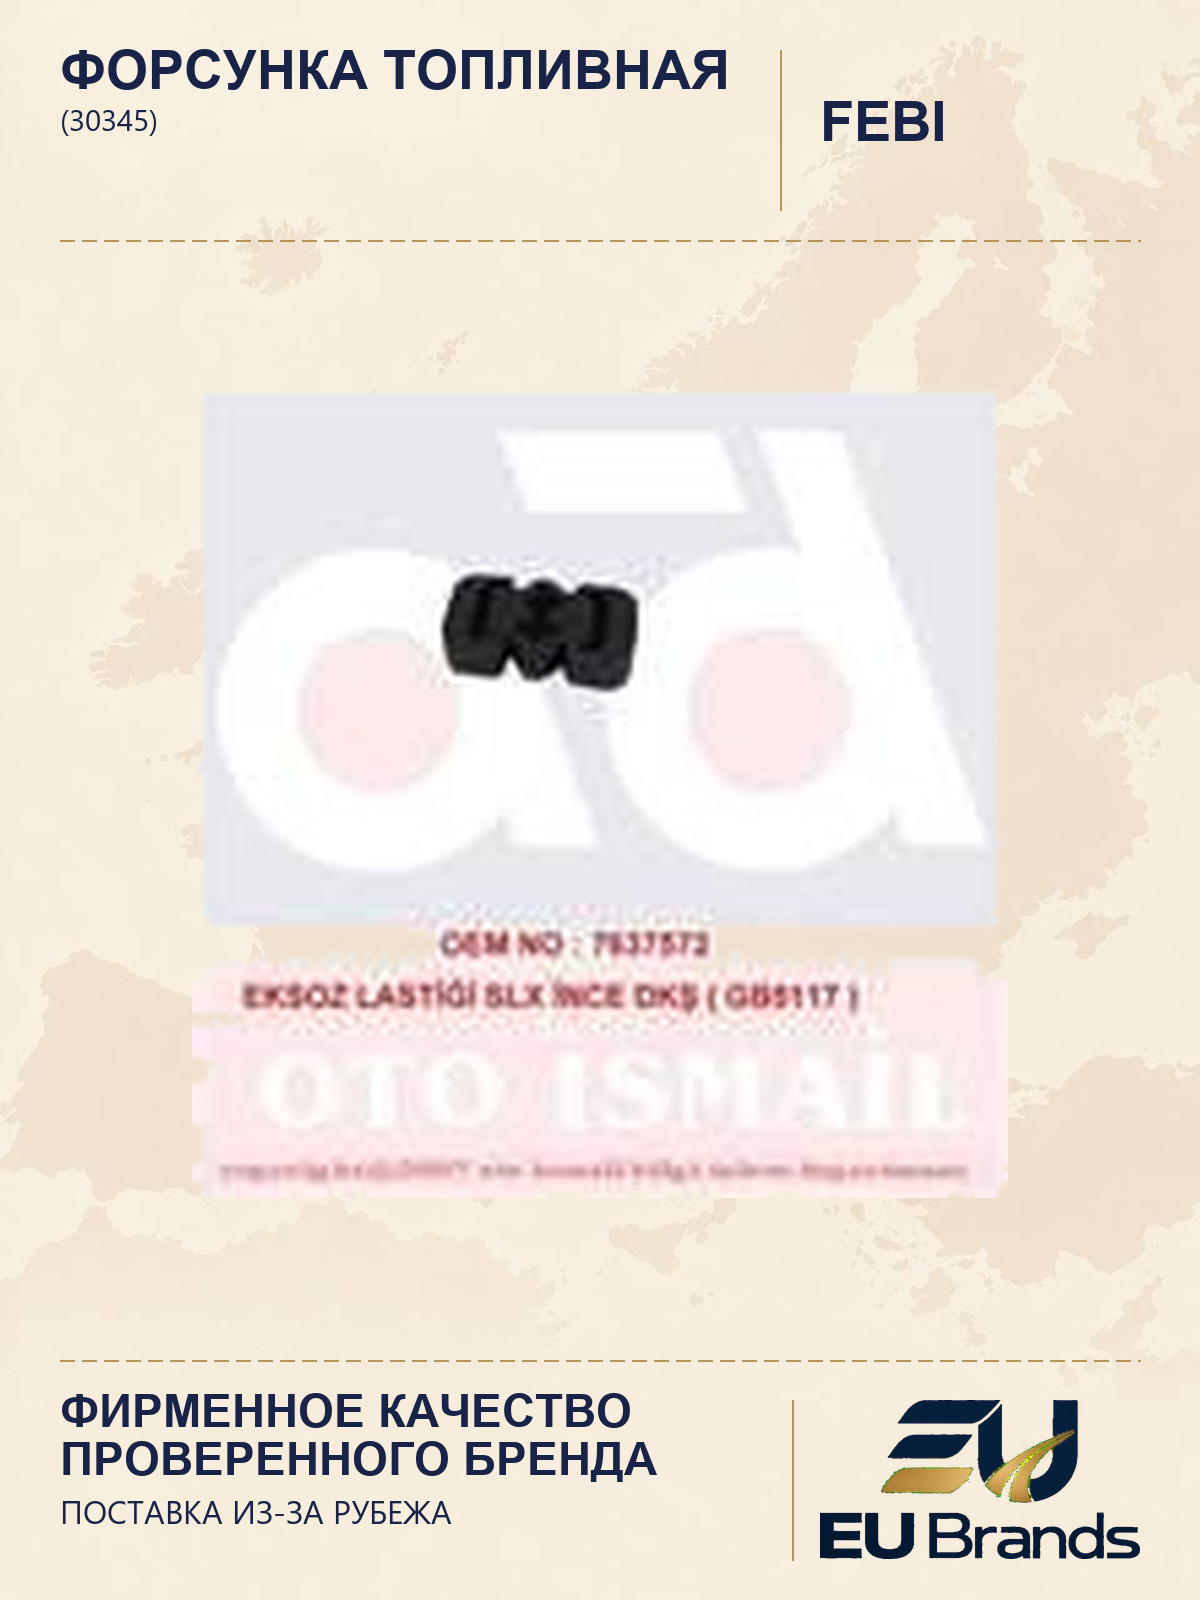 ФОРСУНКА ТОПЛИВНАЯ
(30345)
FEBI
OEM NO : 7637572
EKSOZ LASTİĞİ SLX İNCE DKŞ ( GB5117 )
OTO İSMAİL
ФИРМЕННОЕ КАЧЕСТВО
ПРОВЕРЕННОГО БРЕНДА
ПОСТАВКА ИЗ-ЗА РУБЕЖА
EU
EU Brands